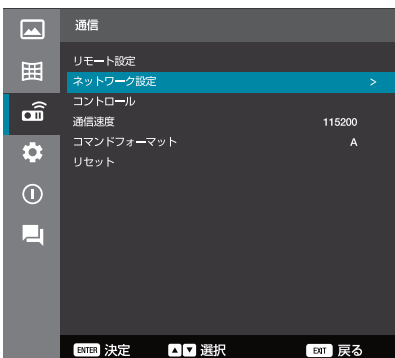 通信
リモート設定
ネットワーク設定 >
コントロール
通信速度 115200
コマンドフォーマット A
リセット
ENTER 決定 ▲▼ 選択 EXIT 戻る